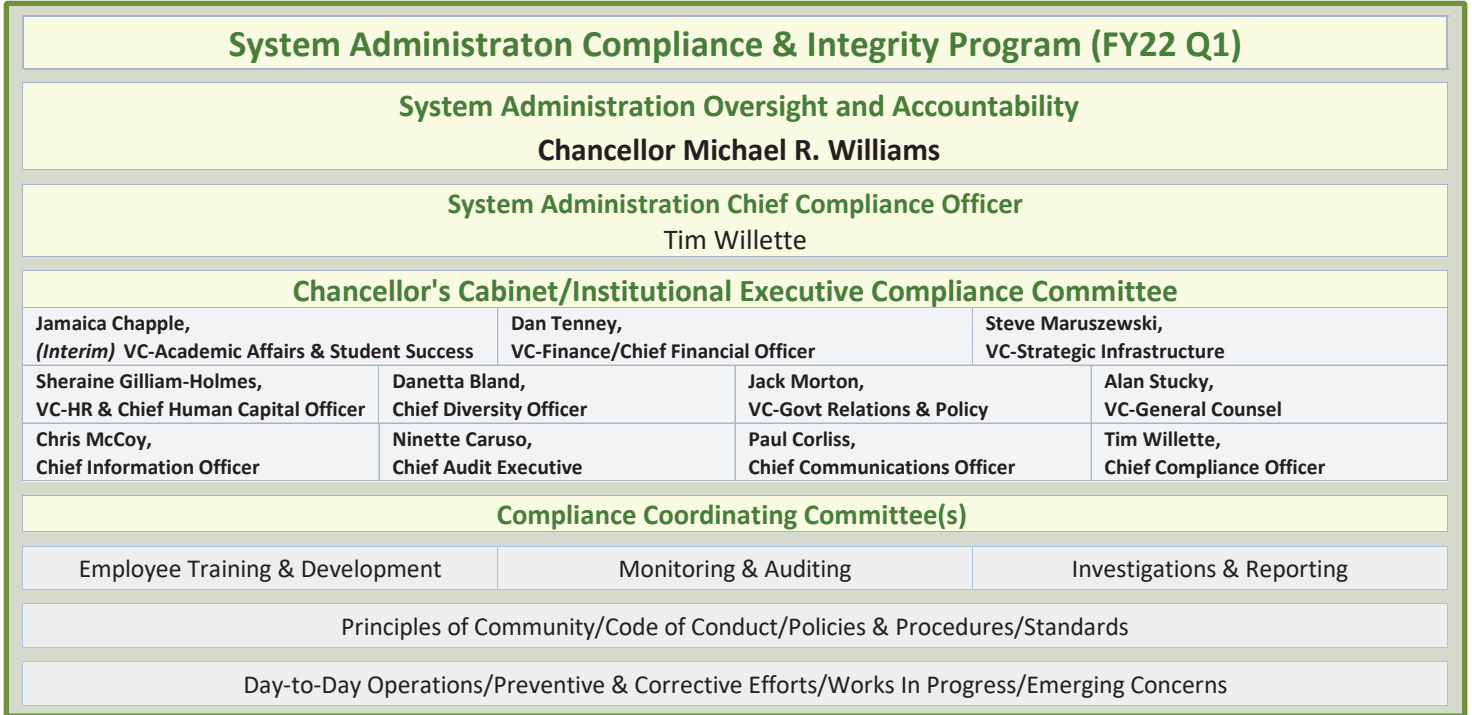 System Administraton Compliance & Integrity Program (FY22 Q1)
System Administration Oversight and Accountability
Chancellor Michael R. Williams
System Administration Chief Compliance Officer
Tim Willette
Chancellor's Cabinet/Institutional Executive Compliance Committee
Jamaica Chapple,
(Interim) VC-Academic Affairs & Student Success
Dan Tenney,
VC-Finance/Chief Financial Officer
Steve Maruszewski,
VC-Strategic Infrastructure
Sheraine Gilliam-Holmes,
VC-HR & Chief Human Capital Officer
Danetta Bland,
Chief Diversity Officer
Jack Morton,
VC-Govt Relations & Policy
Alan Stucky,
VC-General Counsel
Chris McCoy,
Chief Information Officer
Ninette Caruso,
Chief Audit Executive
Paul Corliss,
Chief Communications Officer
Tim Willette,
Chief Compliance Officer
Compliance Coordinating Committee(s)
Employee Training & Development
Monitoring & Auditing
Investigations & Reporting
Principles of Community/Code of Conduct/Policies & Procedures/Standards
Day-to-Day Operations/Preventive & Corrective Efforts/Works In Progress/Emerging Concerns